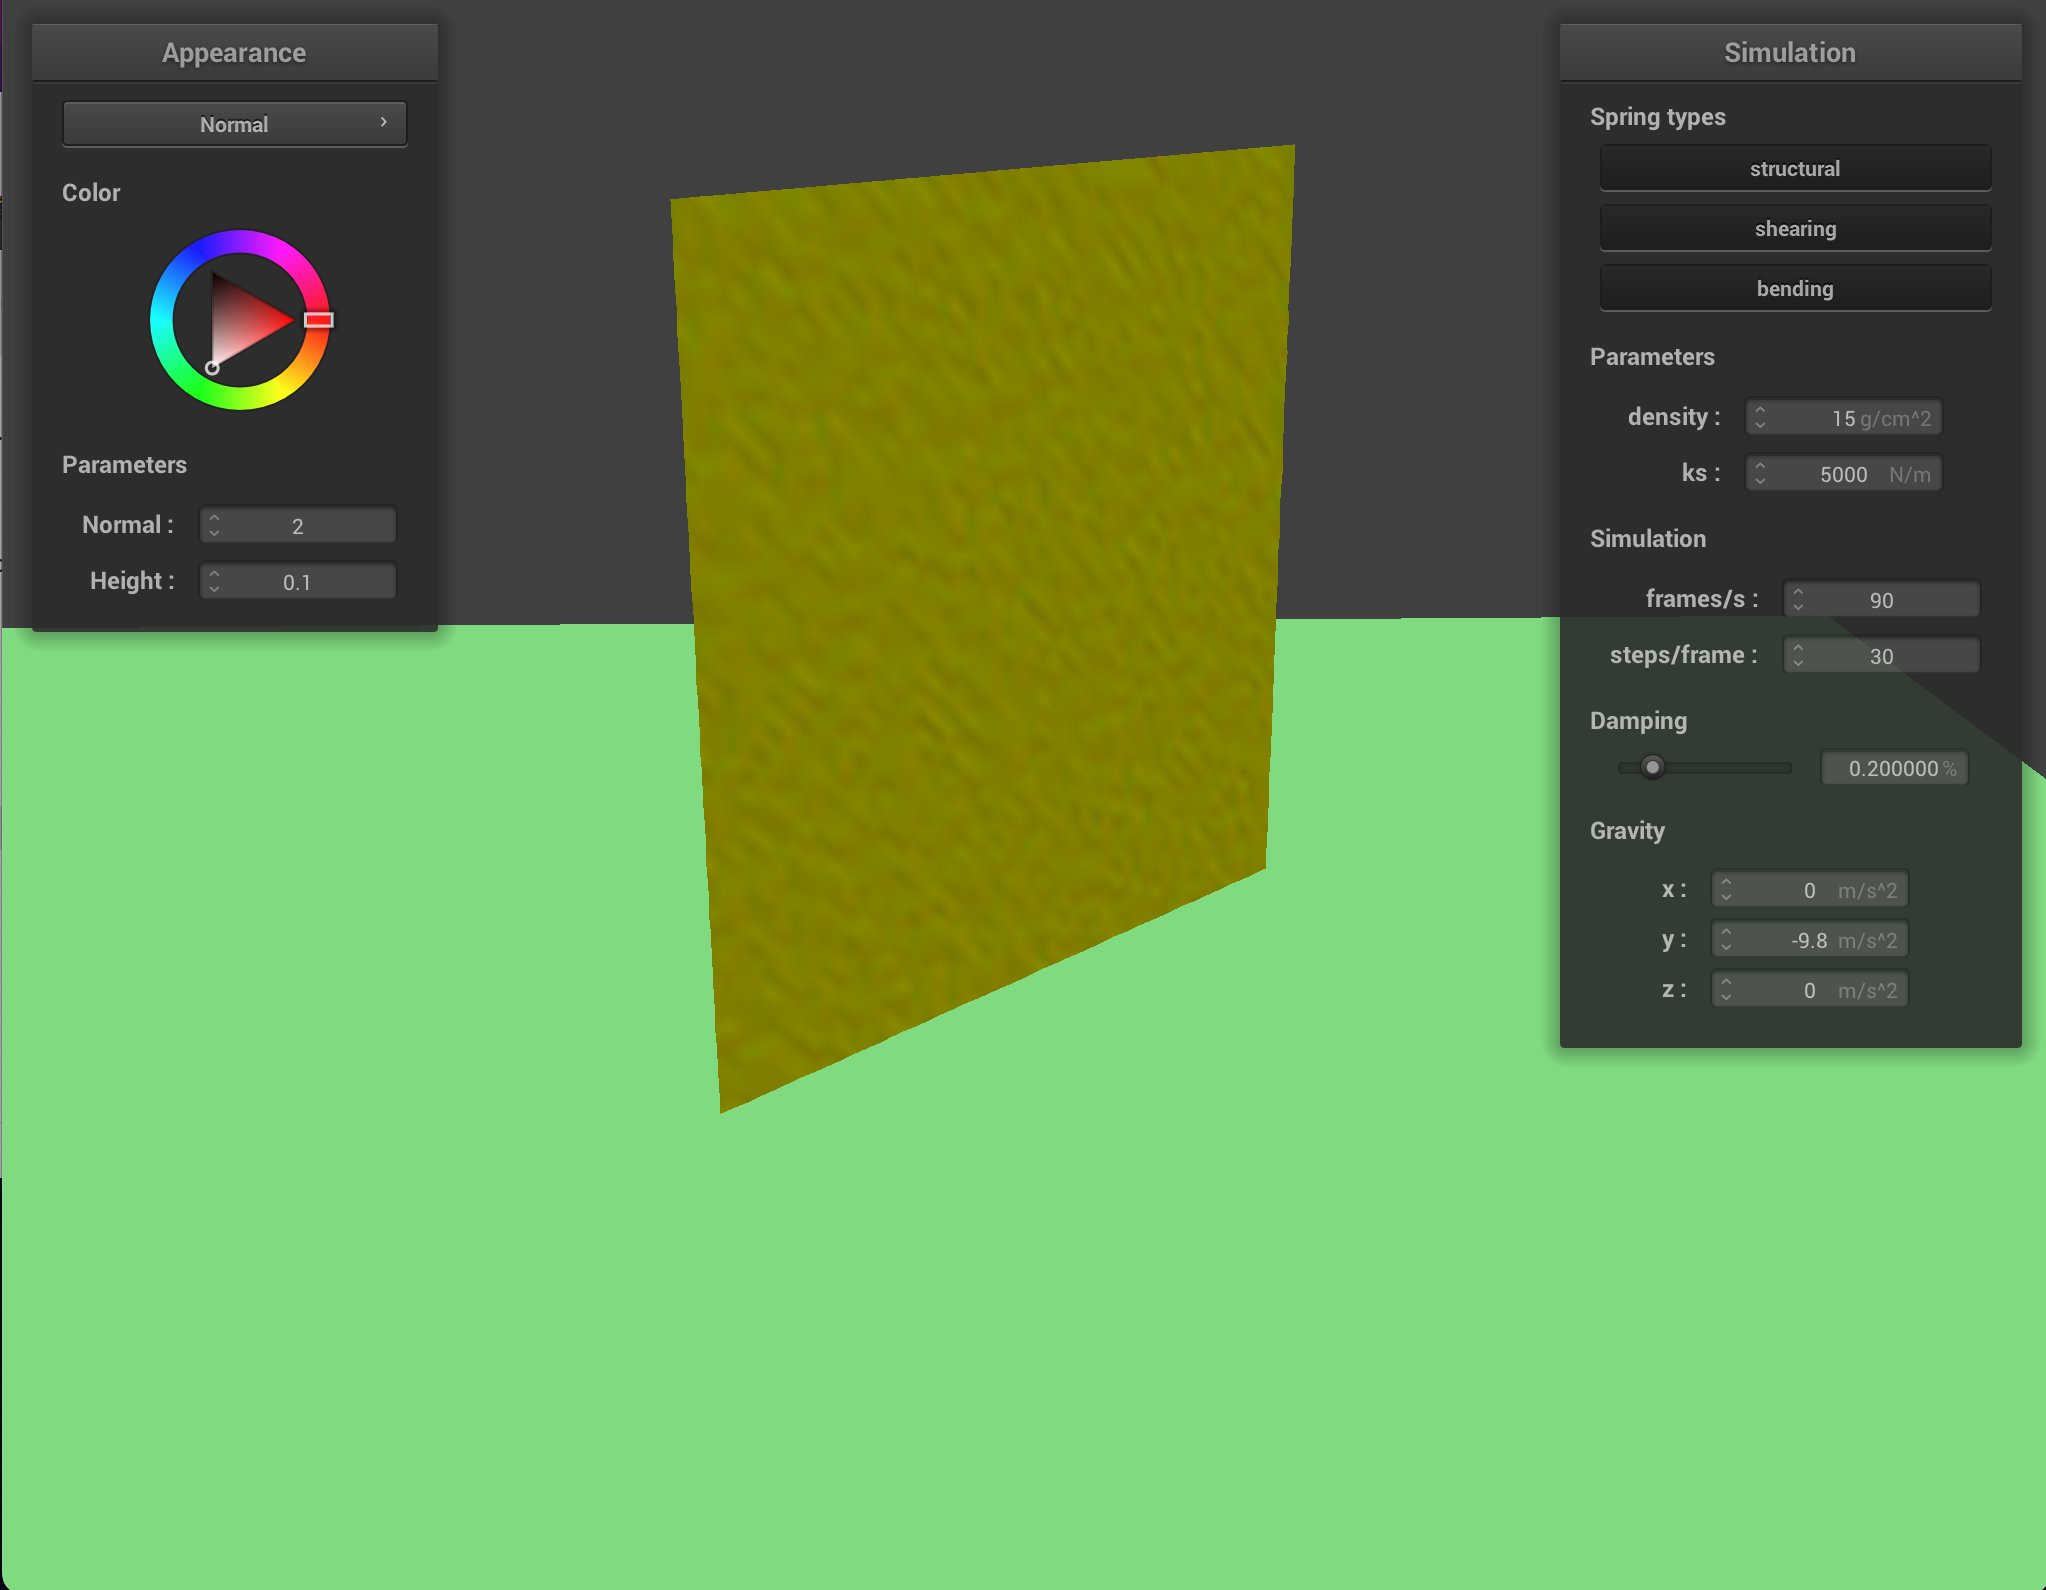 Appearance
Normal
Color
Parameters
Normal :
2
Height :
0.1
Simulation
Spring types
structural
shearing
bending
Parameters
density :
15 g/cm^2
ks :
5000 N/m
Simulation
frames/s :
90
steps/frame :
30
Damping
0.200000 %
Gravity
x :
0 m/s^2
y :
-9.8 m/s^2
z :
0 m/s^2